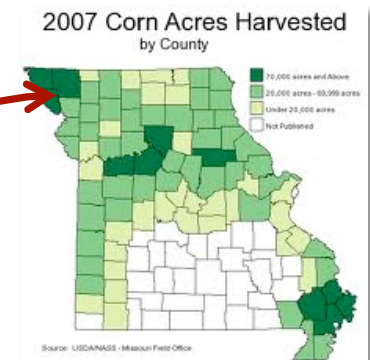 2007 Corn Acres Harvested
by County
70,000 acres and Above
20,000 acres - 69,999 acres
Under 20,000 acres
Not Published
Source: USDA/NASS - Missouri Field Office